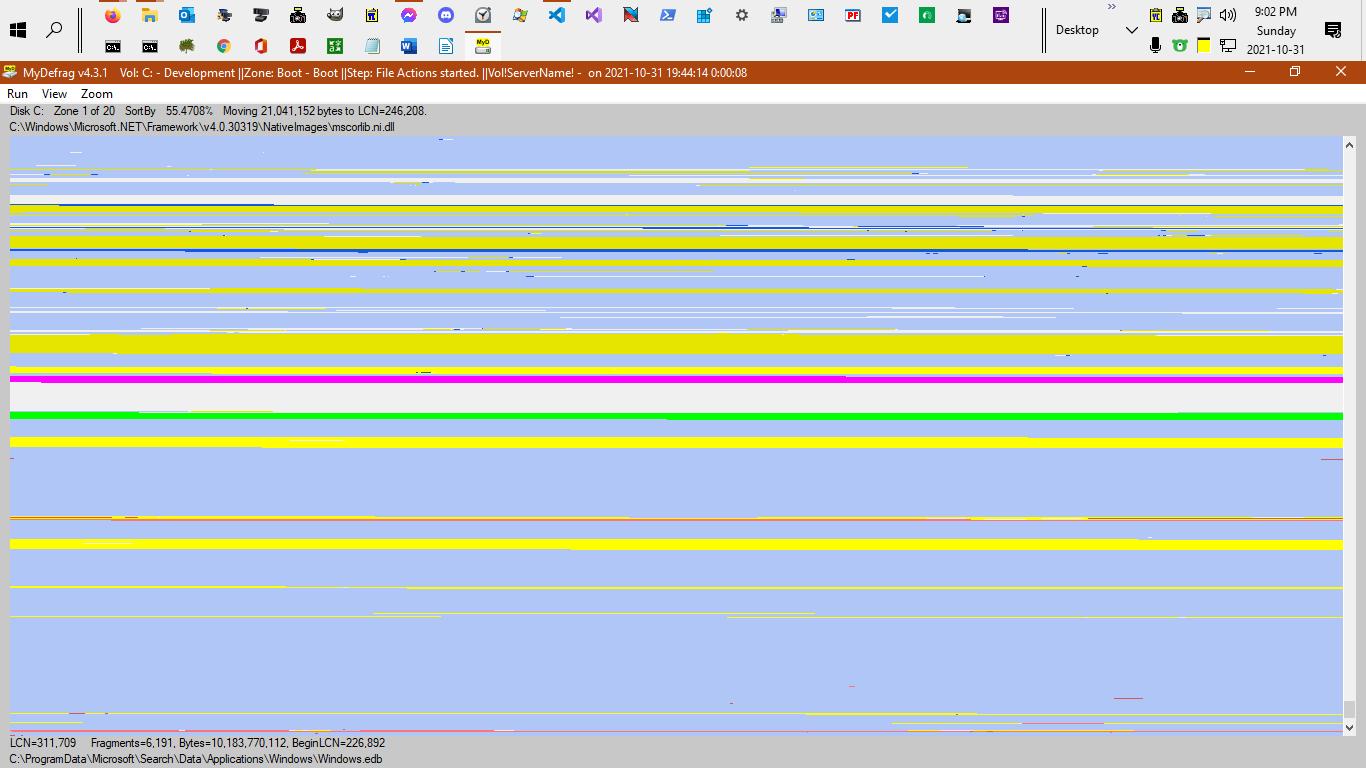 9:02 PM
Desktop
Sunday
2021-10-31
MyDefrag v4.3.1 Vol: C: - Development ||Zone: Boot - Boot ||Step: File Actions started. ||Vol!ServerName! - on 2021-10-31 19:44:14 0:00:08
Run View Zoom
Disk C: Zone 1 of 20 SortBy 55.4708% Moving 21,041,152 bytes to LCN=246,208.
C:\Windows\Microsoft.NET\Framework\v4.0.30319\NativeImages\mscorlib.ni.dll
LCN=311,709 Fragments=6,191, Bytes=10,183,770,112, BeginLCN=226,892
C:\ProgramData\Microsoft\Search\Data\Applications\Windows\Windows.edb